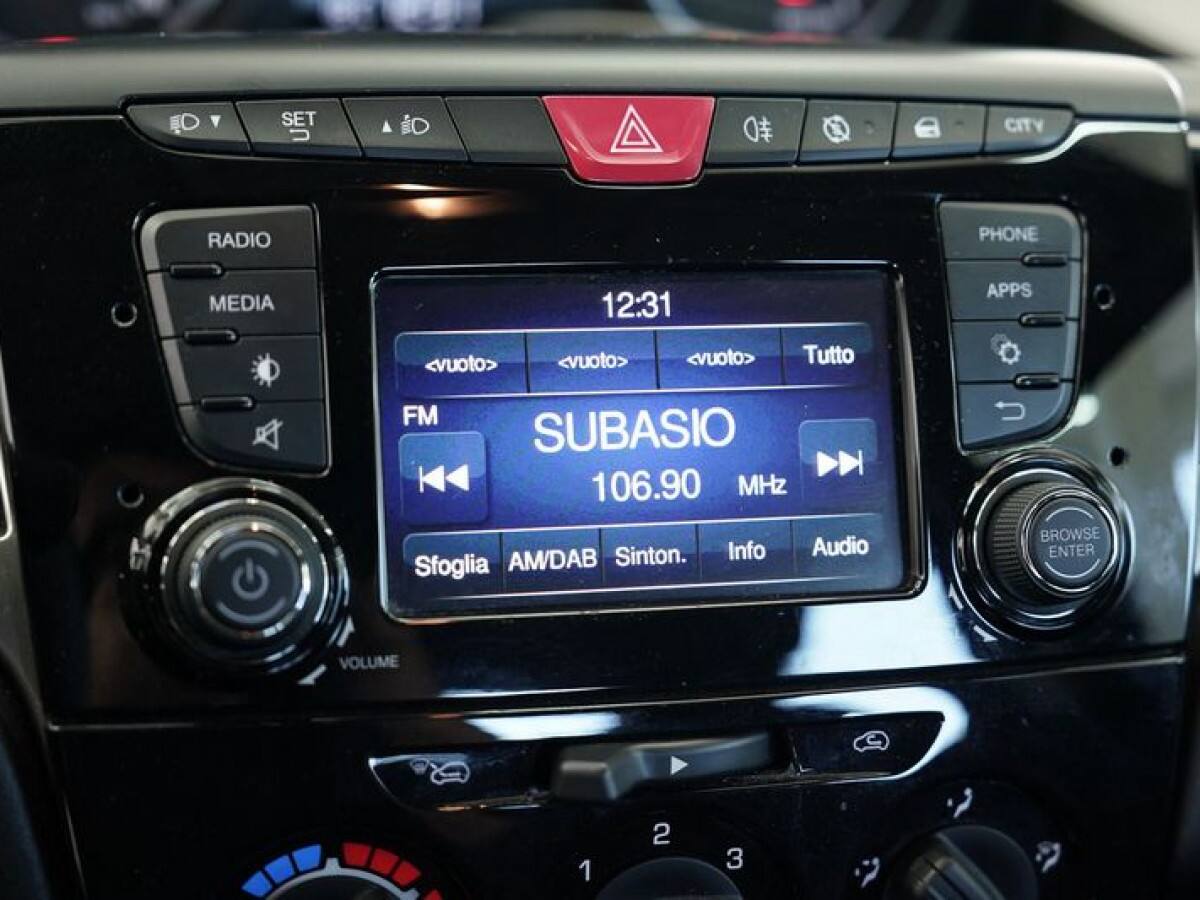 SET
CITY
RADIO
MEDIA
PHONE
APPS
12:31
<vuoto> <vuoto> <vuoto> Tutto
FM
SUBASIO
106.90 MHz
Sfoglia AM/DAB Sinton. Info Audio
BROWSE
ENTER
VOLUME
1 2 3